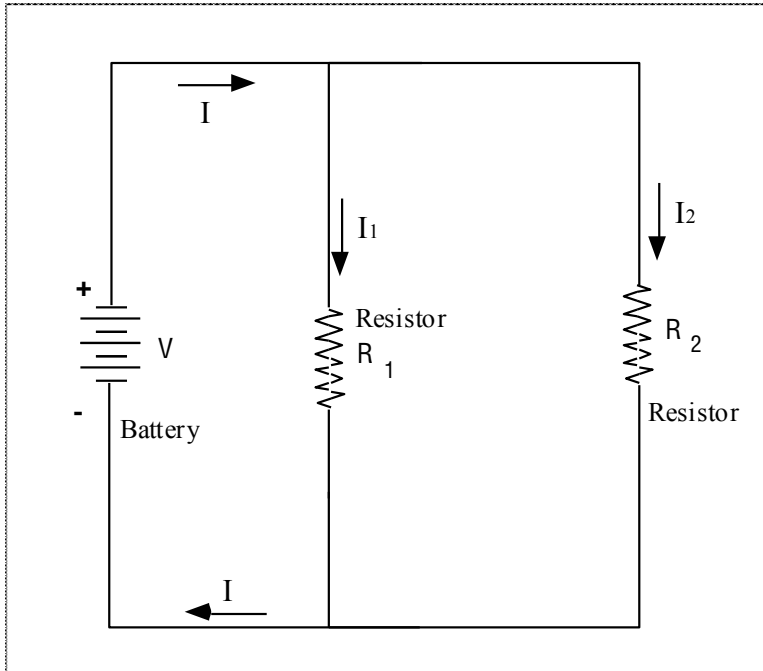 I
I1
I2
+
V
Resistor
R 1
R 2
-
Battery
Resistor
I